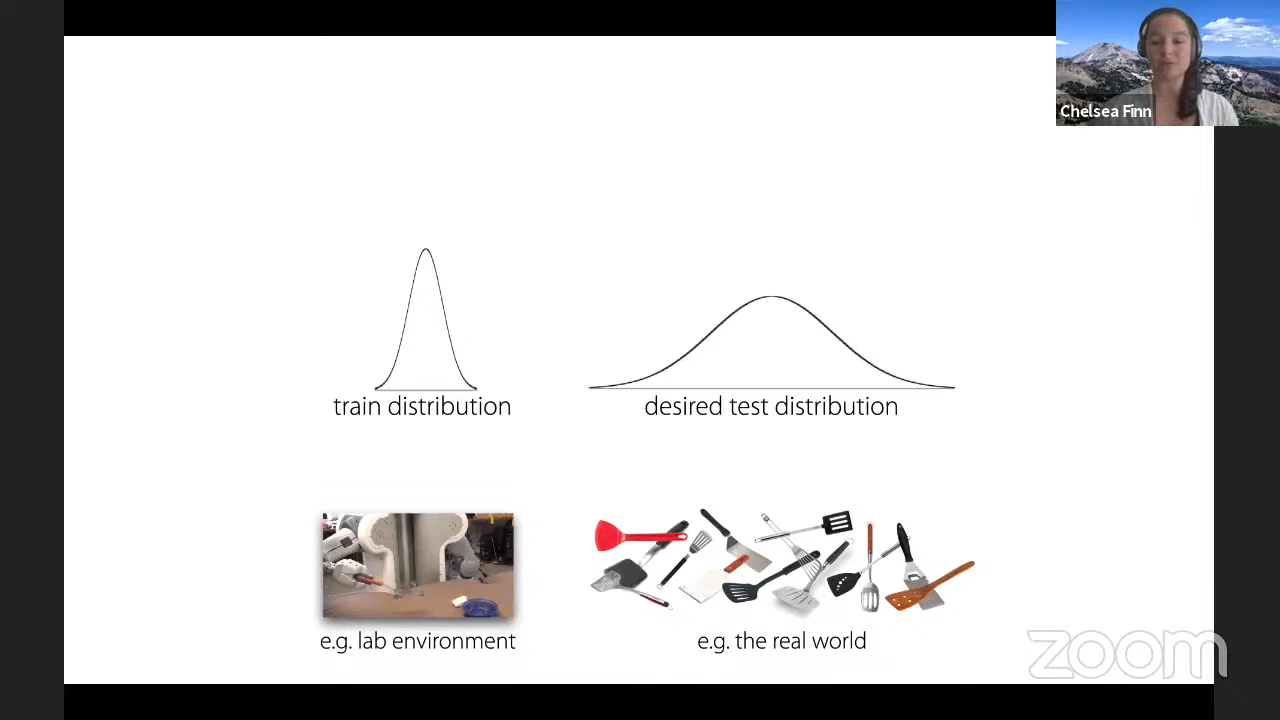 Chelsea Finn
train distribution
desired test distribution
e.g. lab environment
e.g. the real world
zoom